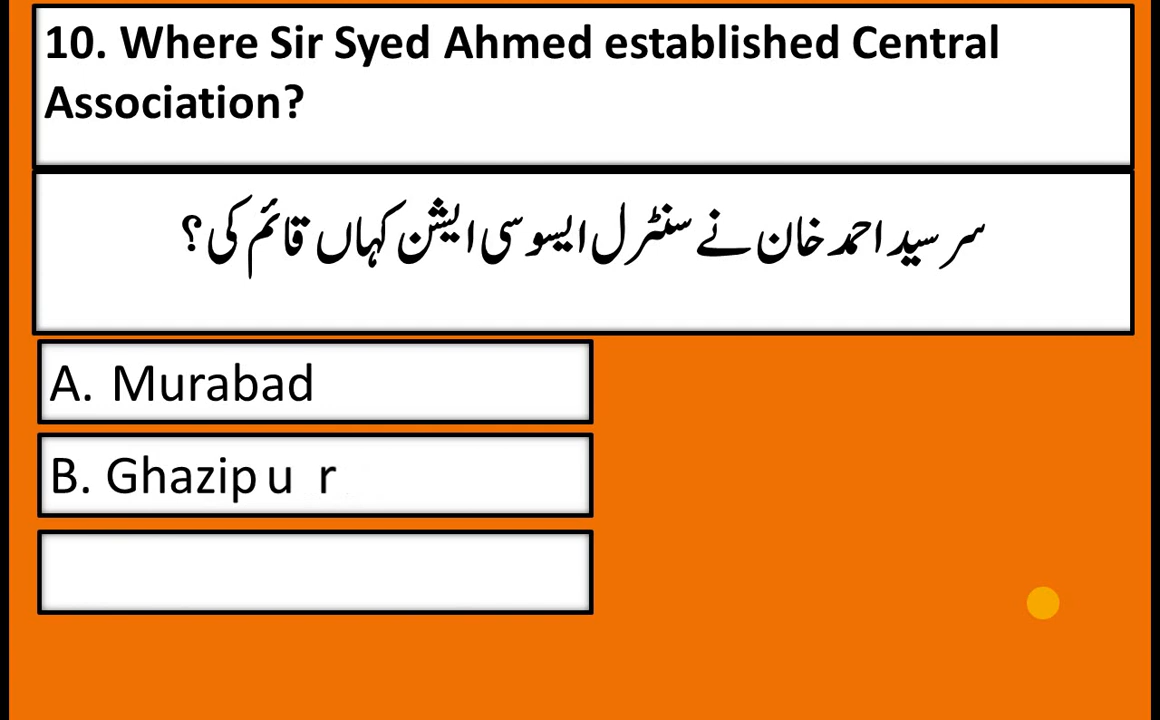 10. Where Sir Syed Ahmed established Central
Association?
سر سید احمد خان نے سنٹرل ایسوسی ایشن کہاں قائم کی؟
A. Murabad
B. Ghazipu r